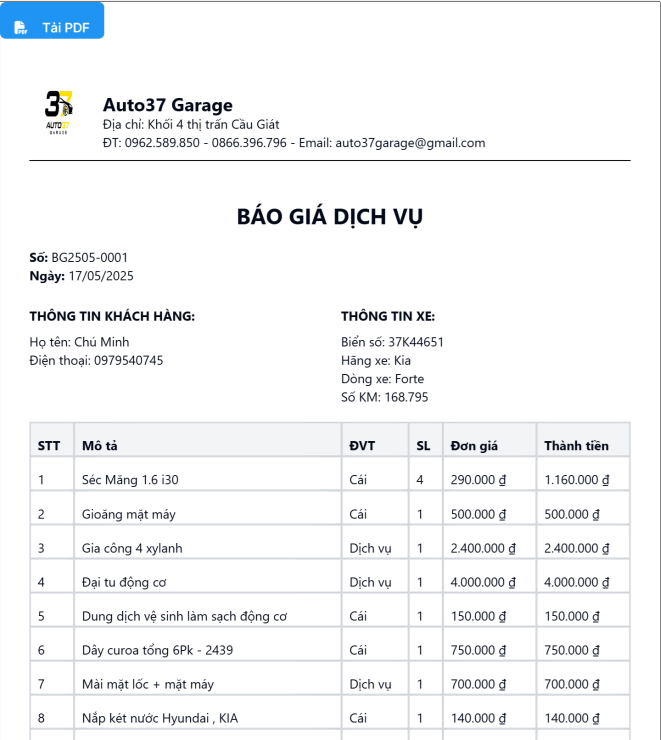 Tải PDF
37
AUTO37
GARAGE
Auto37 Garage
Địa chỉ: Khối 4 thị trấn Cầu Giát
ĐT: 0962.589.850 - 0866.396.796 - Email: auto37garage@gmail.com
BÁO GIÁ DỊCH VỤ
Số: BG2505-0001
Ngày: 17/05/2025
THÔNG TIN KHÁCH HÀNG:
Họ tên: Chú Minh
Điện thoại: 0979540745
THÔNG TIN XE:
Biển số: 37K44651
Hãng xe: Kia
Dòng xe: Forte
Số KM: 168.795
STT Mô tả ĐVT SL Đơn giá Thành tiền
1 Séc Măng 1.6 i30 Cái 4 290.000 ₫ 1.160.000 ₫
2 Gioăng mặt máy Cái 1 500.000 ₫ 500.000 ₫
3 Gia công 4 xylanh Dịch vụ 1 2.400.000 ₫ 2.400.000 ₫
4 Đại tu động cơ Dịch vụ 1 4.000.000 ₫ 4.000.000 ₫
5 Dung dịch vệ sinh làm sạch động cơ Cái 1 150.000 ₫ 150.000 ₫
6 Dây curoa tổng 6Pk - 2439 Cái 1 750.000 ₫ 750.000 ₫
7 Mài mặt lốc + mặt máy Dịch vụ 1 700.000 ₫ 700.000 ₫
8 Nắp két nước Hyundai , KIA Cái 1 140.000 ₫ 140.000 ₫